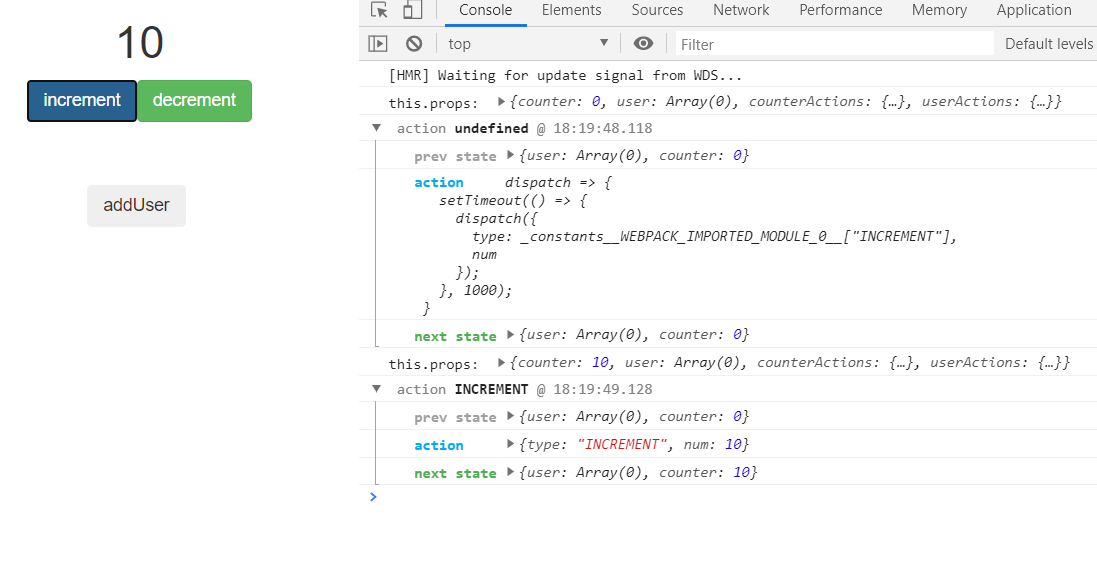 10
increment decrement
addUser
Console Elements Sources Network Performance Memory Application
top Filter Default levels
[HMR] Waiting for update signal from WDS...
this.props: {counter: 0, user: Array(0), counterActions: {…}, userActions: {…}}
action undefined @ 18:19:48.118
prev state {user: Array(0), counter: 0}
action dispatch => {
setTimeout(() => {
dispatch({
type: _constants__WEBPACK_IMPORTED_MODULE_0__["INCREMENT"],
num
});
}, 1000);
}
next state {user: Array(0), counter: 0}
this.props: {counter: 10, user: Array(0), counterActions: {…}, userActions: {…}}
action INCREMENT @ 18:19:49.128
prev state {user: Array(0), counter: 0}
action {type: "INCREMENT", num: 10}
next state {user: Array(0), counter: 10}